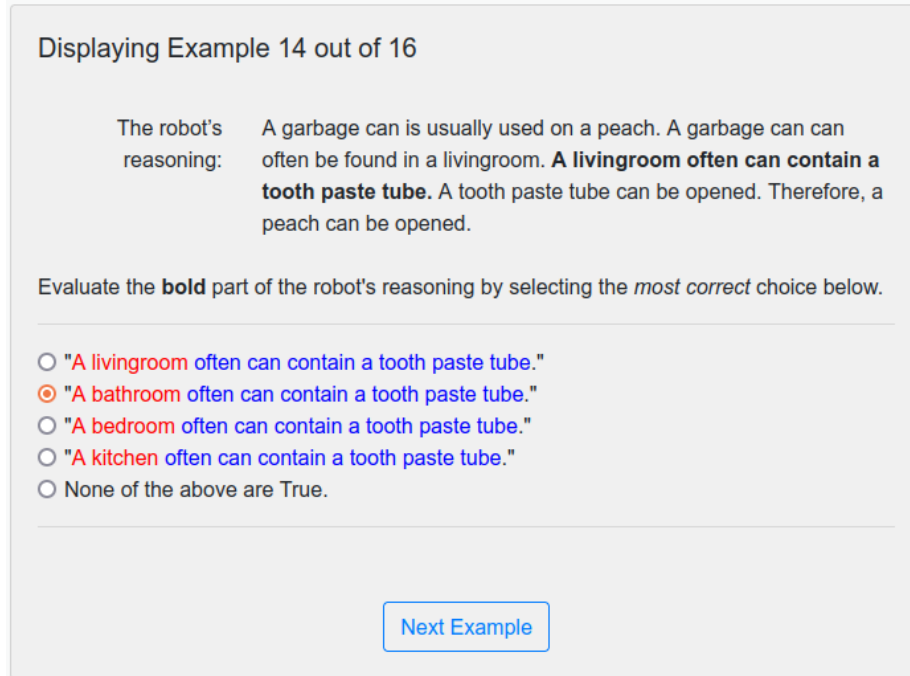 Displaying Example 14 out of 16
The robot's reasoning:
A garbage can is usually used on a peach. A garbage can can
often be found in a livingroom. A livingroom often can contain a
tooth paste tube. A tooth paste tube can be opened. Therefore, a
peach can be opened.
Evaluate the bold part of the robot's reasoning by selecting the most correct choice below.
"A livingroom often can contain a tooth paste tube."
"A bathroom often can contain a tooth paste tube."
"A bedroom often can contain a tooth paste tube."
"A kitchen often can contain a tooth paste tube."
None of the above are True.
Next Example